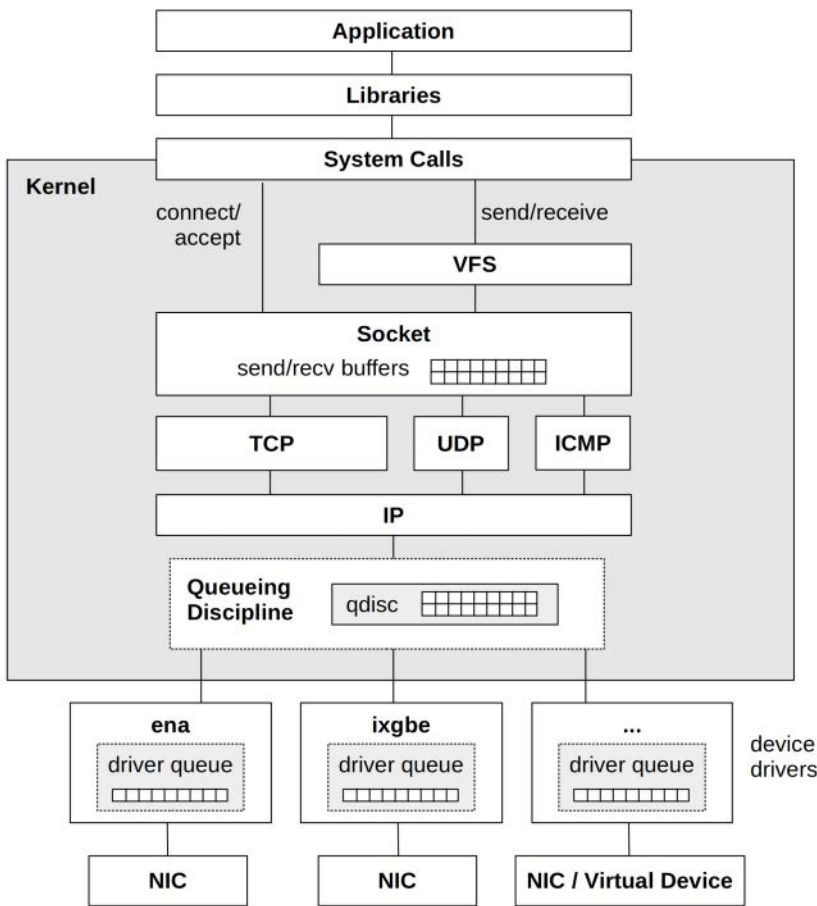 Application
Libraries
System Calls
Kernel
connect/
accept
send/receive
VFS
Socket
send/recv buffers
TCP
UDP
ICMP
IP
Queueing
Discipline
qdisc
ena
ixgbe
...
driver queue
driver queue
driver queue
device
drivers
NIC
NIC
NIC / Virtual Device